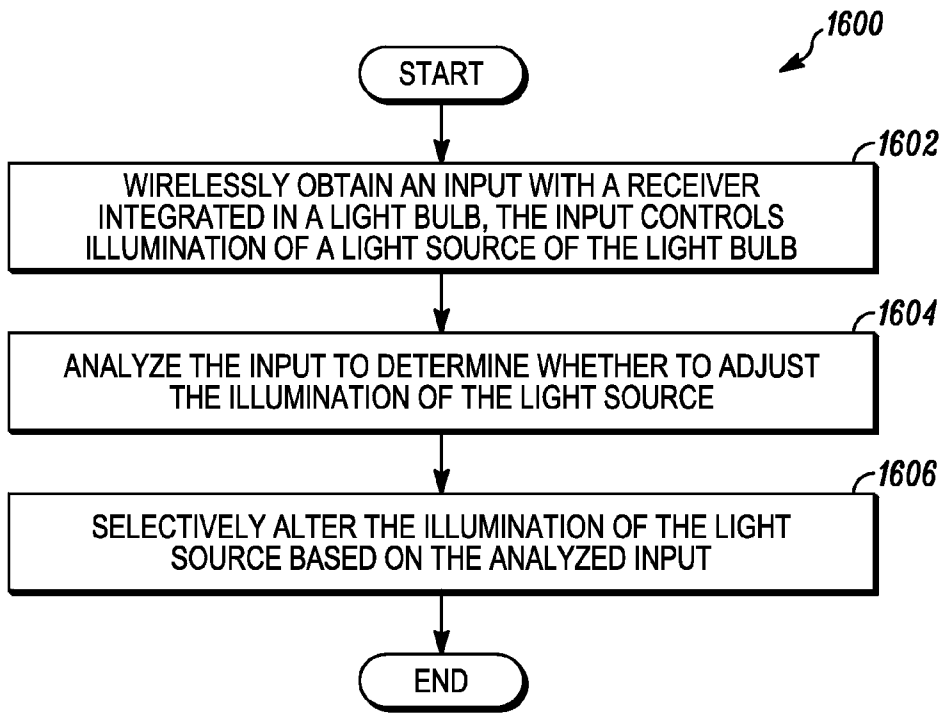 1600
START
1602
WIRELESSLY OBTAIN AN INPUT WITH A RECEIVER
INTEGRATED IN A LIGHT BULB, THE INPUT CONTROLS
ILLUMINATION OF A LIGHT SOURCE OF THE LIGHT BULB
1604
ANALYZE THE INPUT TO DETERMINE WHETHER TO ADJUST
THE ILLUMINATION OF THE LIGHT SOURCE
1606
SELECTIVELY ALTER THE ILLUMINATION OF THE LIGHT
SOURCE BASED ON THE ANALYZED INPUT
END